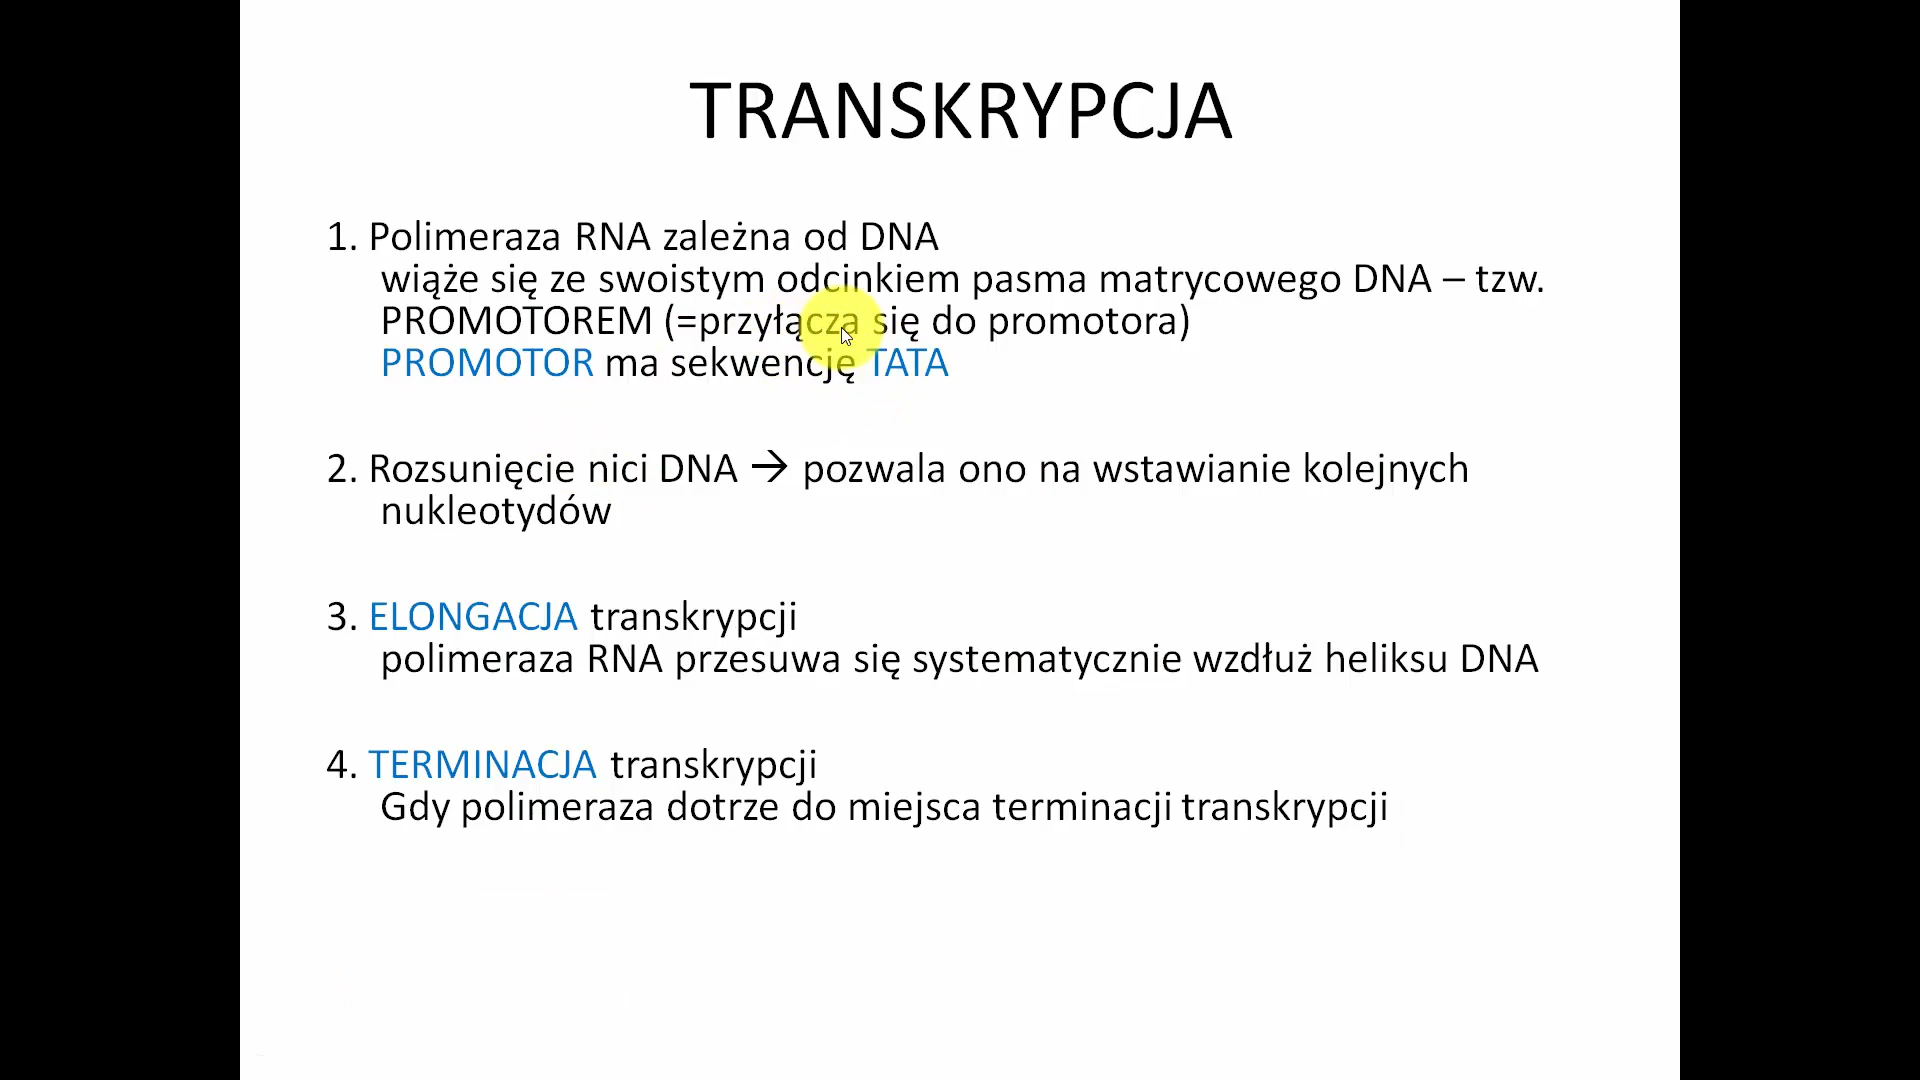 TRANSKRYPCJA
1. Polimeraza RNA zależna od DNA
wiąże się ze swoistym odcinkiem pasma matrycowego DNA – tzw.
PROMOTOREM (=przyłącza się do promotora)
PROMOTOR ma sekwencję TATA
2. Rozsunięcie nici DNA → pozwala ono na wstawianie kolejnych
nukleotydów
3. ELONGACJA transkrypcji
polimeraza RNA przesuwa się systematycznie wzdłuż heliksu DNA
4. TERMINACJA transkrypcji
Gdy polimeraza dotrze do miejsca terminacji transkrypcji